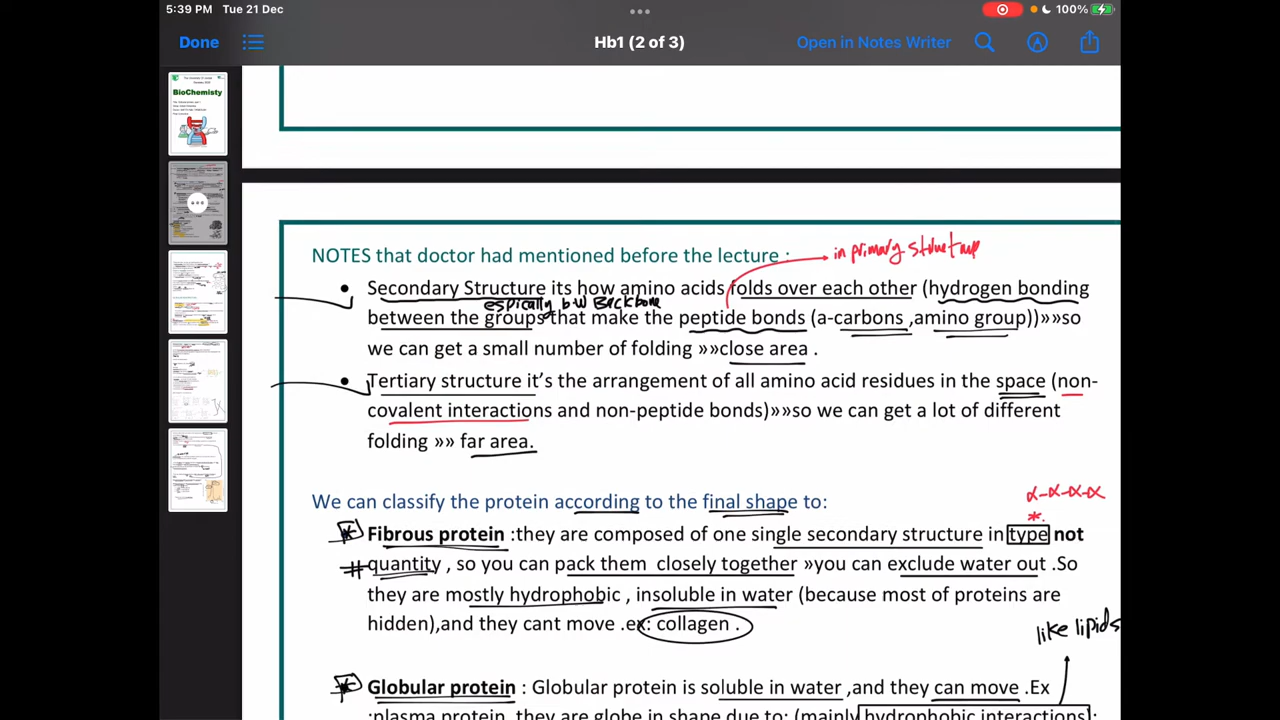 5:39 PM Tue 21 Dec
100%
Done
Hb1 (2 of 3)
Open in Notes Writer
BioChemisty
NOTES that doctor had mentioned before the lecture :
in primary structure
• Secondary Structure its how amino acids folds over each other (hydrogen bonding
espically b.w backbone
between th groups that make the peptide bonds (a-carbon,amino group))»»so
we can get a small number folding »»close area .
• Tertiary structure it's the arrangement of all amino acid residues in the space (non-
covalent interactions and non peptide bonds)»»so we can get a lot of different
folding »» far area.
We can classify the protein according to the final shape to:
α-α-α-α
*
* Fibrous protein :they are composed of one single secondary structure in type not
# quantity , so you can pack them closely together »you can exclude water out .So
they are mostly hydrophobic , insoluble in water (because most of proteins are
hidden),and they cant move .ex: collagen .
like lipids
* Globular protein : Globular protein is soluble in water ,and they can move .Ex
:plasma protein, they are globe in shape due to: (mainly hydrophobic interactions: